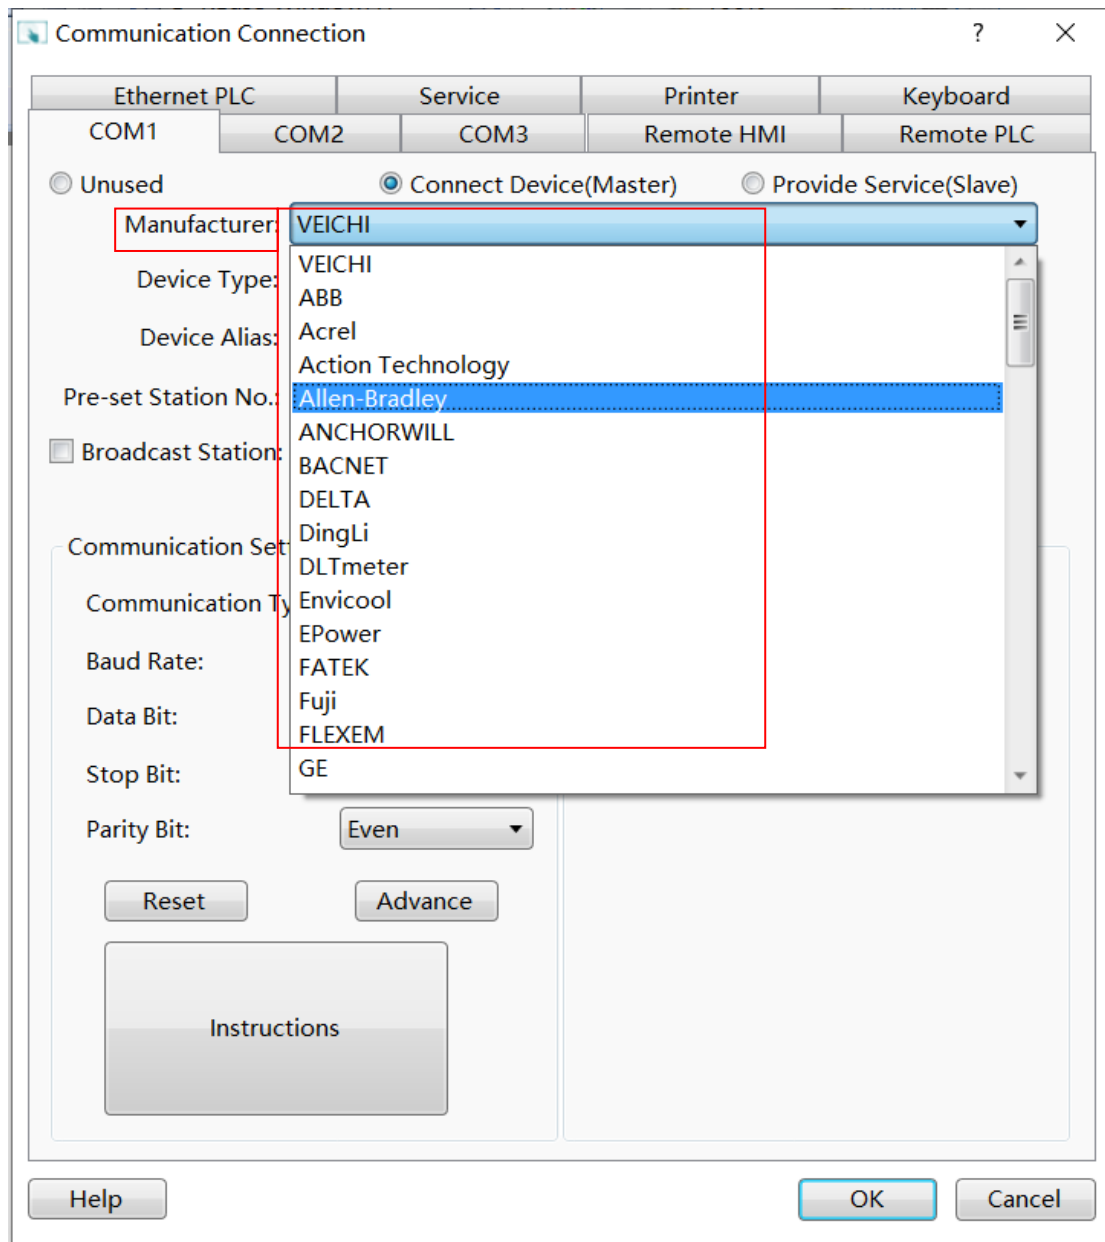 Communication Connection ? ×
Ethernet PLC Service Printer Keyboard
COM1 COM2 COM3 Remote HMI Remote PLC
Unused Connect Device(Master) Provide Service(Slave)
Manufacturer: VEICHI
VEICHI
Device Type:
ABB
Acrel
Device Alias:
Action Technology
Pre-set Station No.: Allen-Bradley
ANCHORWILL
Broadcast Station:
BACNET
DELTA
DingLi
Communication Set
DLTmeter
Communication Ty
Envicool
EPower
Baud Rate:
FATEK
Fuji
Data Bit:
FLEXEM
Stop Bit:
GE
Parity Bit: Even
Reset Advance
Instructions
Help OK Cancel